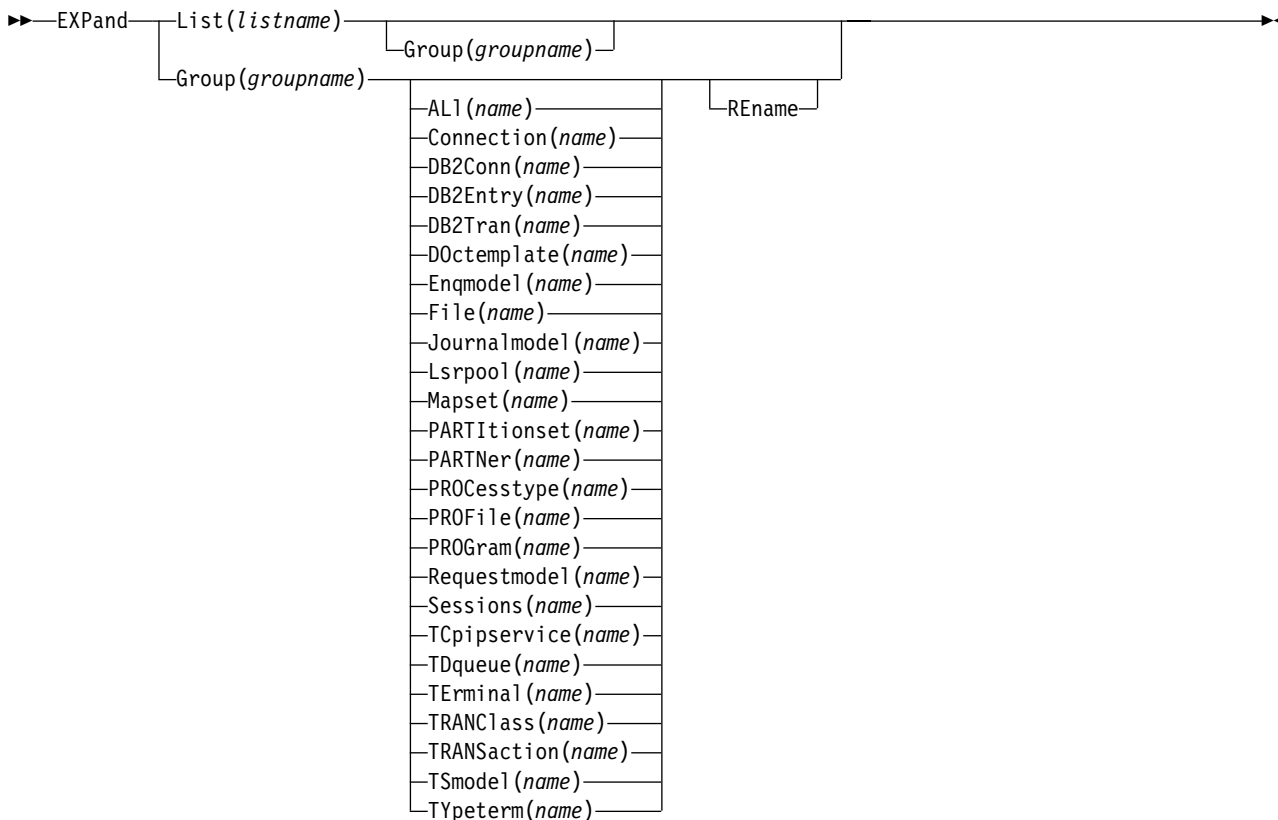 EXPand List(listname)
Group(groupname)
Group(groupname)
ALl(name) REname
Connection(name)
DB2Conn(name)
DB2Entry(name)
DB2Tran(name)
DOctemplate(name)
Enqmodel(name)
File(name)
Journalmodel(name)
Lsrpool(name)
Mapset(name)
PARTItionset(name)
PARTNer(name)
PROCesstype(name)
PROFile(name)
PROGram(name)
Requestmodel(name)
Sessions(name)
TCpipservice(name)
TDqueue(name)
TErminal(name)
TRANClass(name)
TRANSaction(name)
TSmodel(name)
TYpeterm(name)